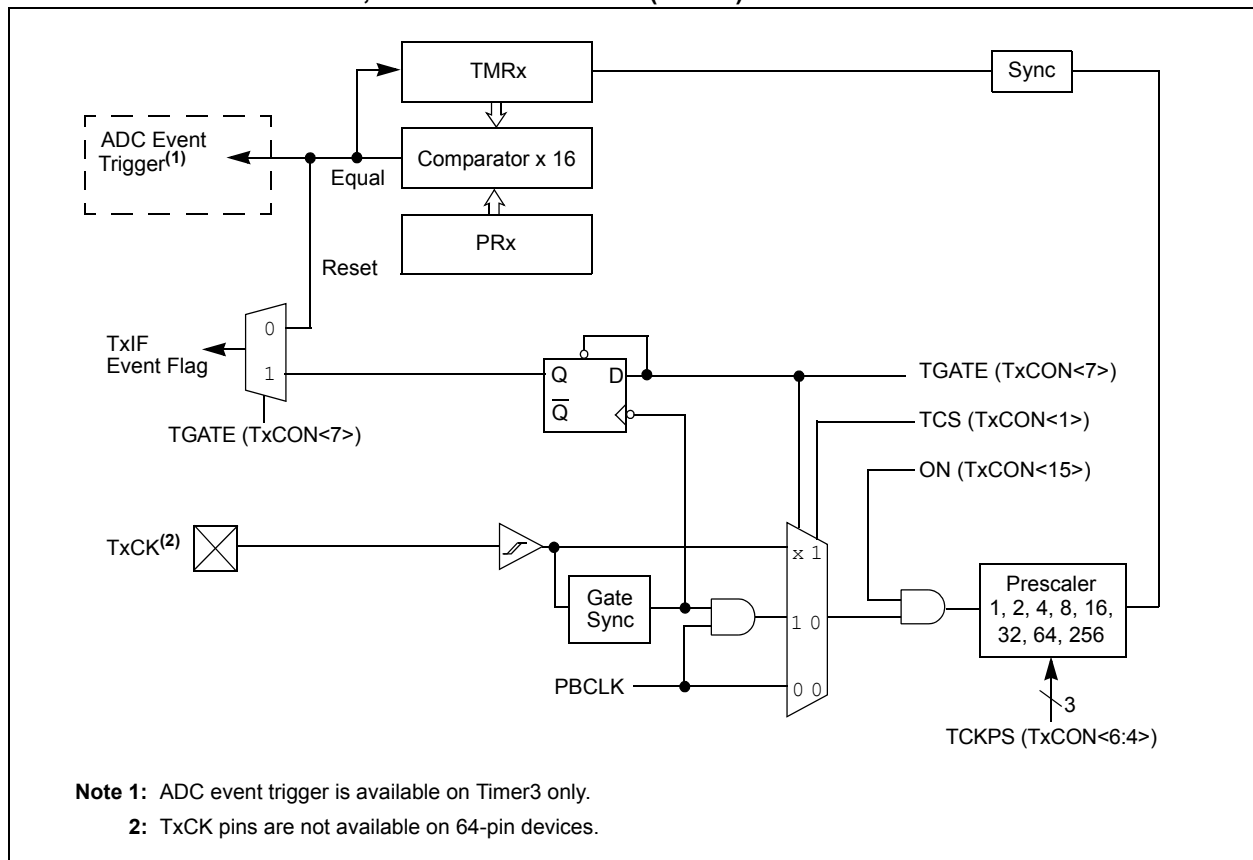 TMRx
Sync
ADC Event
Trigger(1)
Comparator x 16
Equal
PRx
Reset
0
TxIF
Event Flag
1
Q
D
Q
TGATE (TxCON<7>)
TCS (TxCON<1>)
TGATE (TxCON<7>)
ON (TxCON<15>)
TxCK(2)
x 1
Prescaler
1, 2, 4, 8, 16,
32, 64, 256
Gate
Sync
1 0
PBCLK
0 0
3
TCKPS (TxCON<6:4>)
Note 1: ADC event trigger is available on Timer3 only.
2: TxCK pins are not available on 64-pin devices.